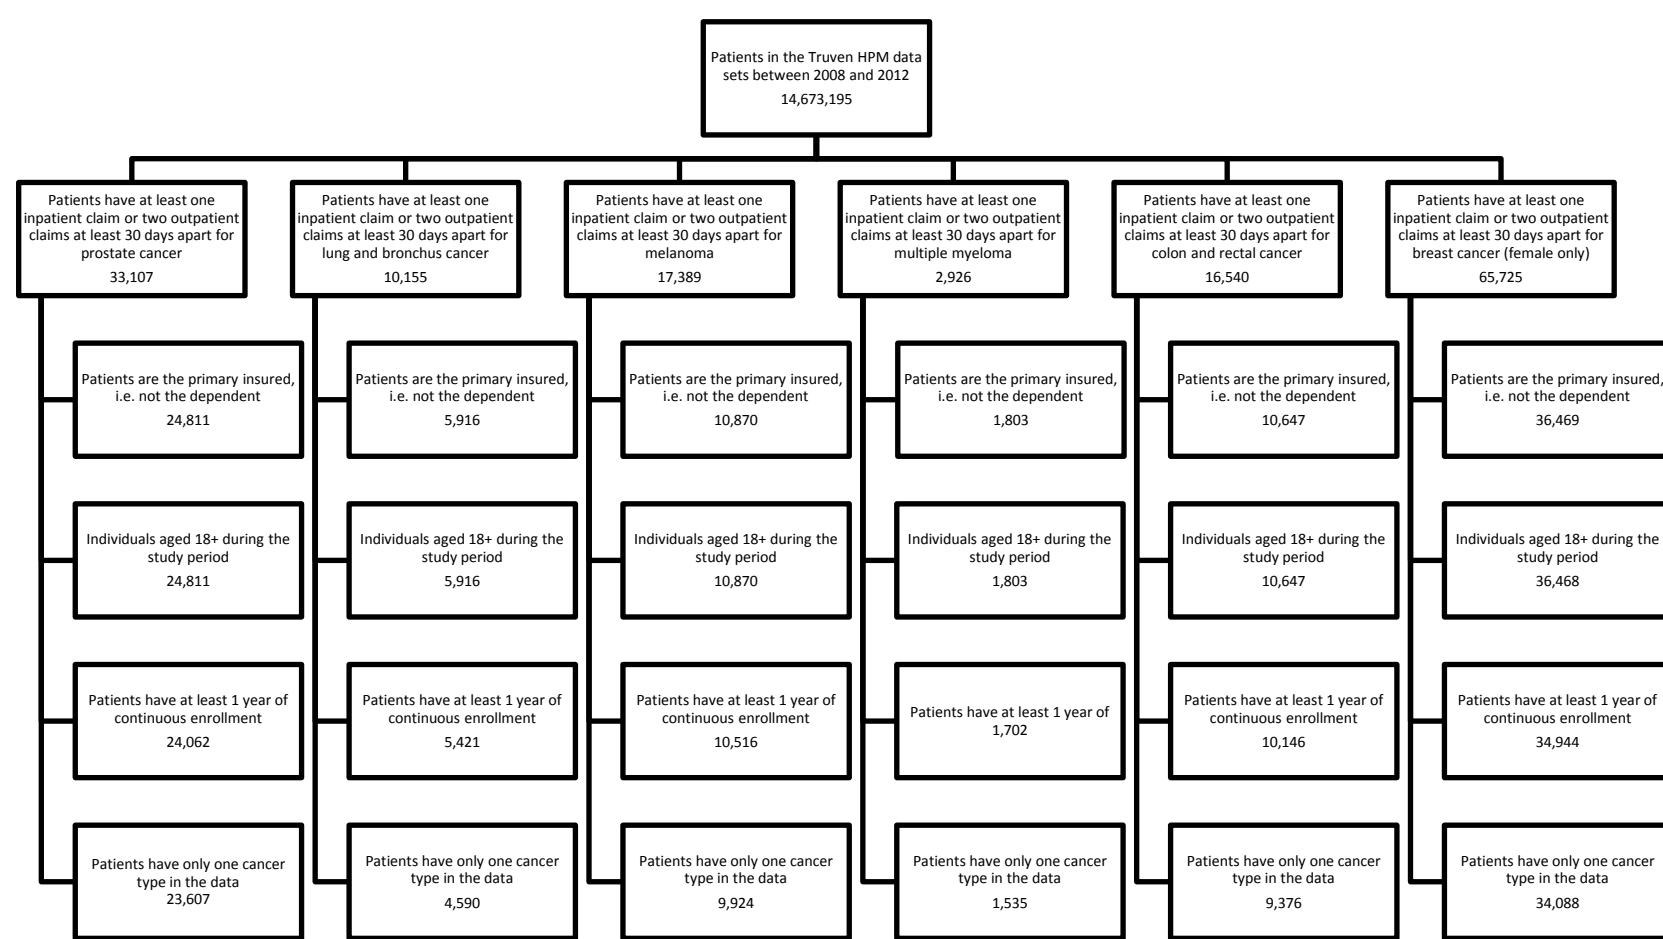 Patients in the Truven HPM data
sets between 2008 and 2012
14,673,195
Patients have at least one
inpatient claim or two outpatient
claims at least 30 days apart for
prostate cancer
33,107
Patients have at least one
inpatient claim or two outpatient
claims at least 30 days apart for
lung and bronchus cancer
10,155
Patients have at least one
inpatient claim or two outpatient
claims at least 30 days apart for
melanoma
17,389
Patients have at least one
inpatient claim or two outpatient
claims at least 30 days apart for
multiple myeloma
2,926
Patients have at least one
inpatient claim or two outpatient
claims at least 30 days apart for
colon and rectal cancer
16,540
Patients have at least one
inpatient claim or two outpatient
claims at least 30 days apart for
breast cancer (female only)
65,725
Patients are the primary insured,
i.e. not the dependent
24,811
Patients are the primary insured,
i.e. not the dependent
5,916
Patients are the primary insured,
i.e. not the dependent
10,870
Patients are the primary insured,
i.e. not the dependent
1,803
Patients are the primary insured,
i.e. not the dependent
10,647
Patients are the primary insured,
i.e. not the dependent
36,469
Individuals aged 18+ during the
study period
24,811
Individuals aged 18+ during the
study period
5,916
Individuals aged 18+ during the
study period
10,870
Individuals aged 18+ during the
study period
1,803
Individuals aged 18+ during the
study period
10,647
Individuals aged 18+ during the
study period
36,468
Patients have at least 1 year of
continuous enrollment
24,062
Patients have at least 1 year of
continuous enrollment
5,421
Patients have at least 1 year of
continuous enrollment
10,516
Patients have at least 1 year of
1,702
Patients have at least 1 year of
continuous enrollment
10,146
Patients have at least 1 year of
continuous enrollment
34,944
Patients have only one cancer
type in the data
23,607
Patients have only one cancer
type in the data
4,590
Patients have only one cancer
type in the data
9,924
Patients have only one cancer
type in the data
1,535
Patients have only one cancer
type in the data
9,376
Patients have only one cancer
type in the data
34,088